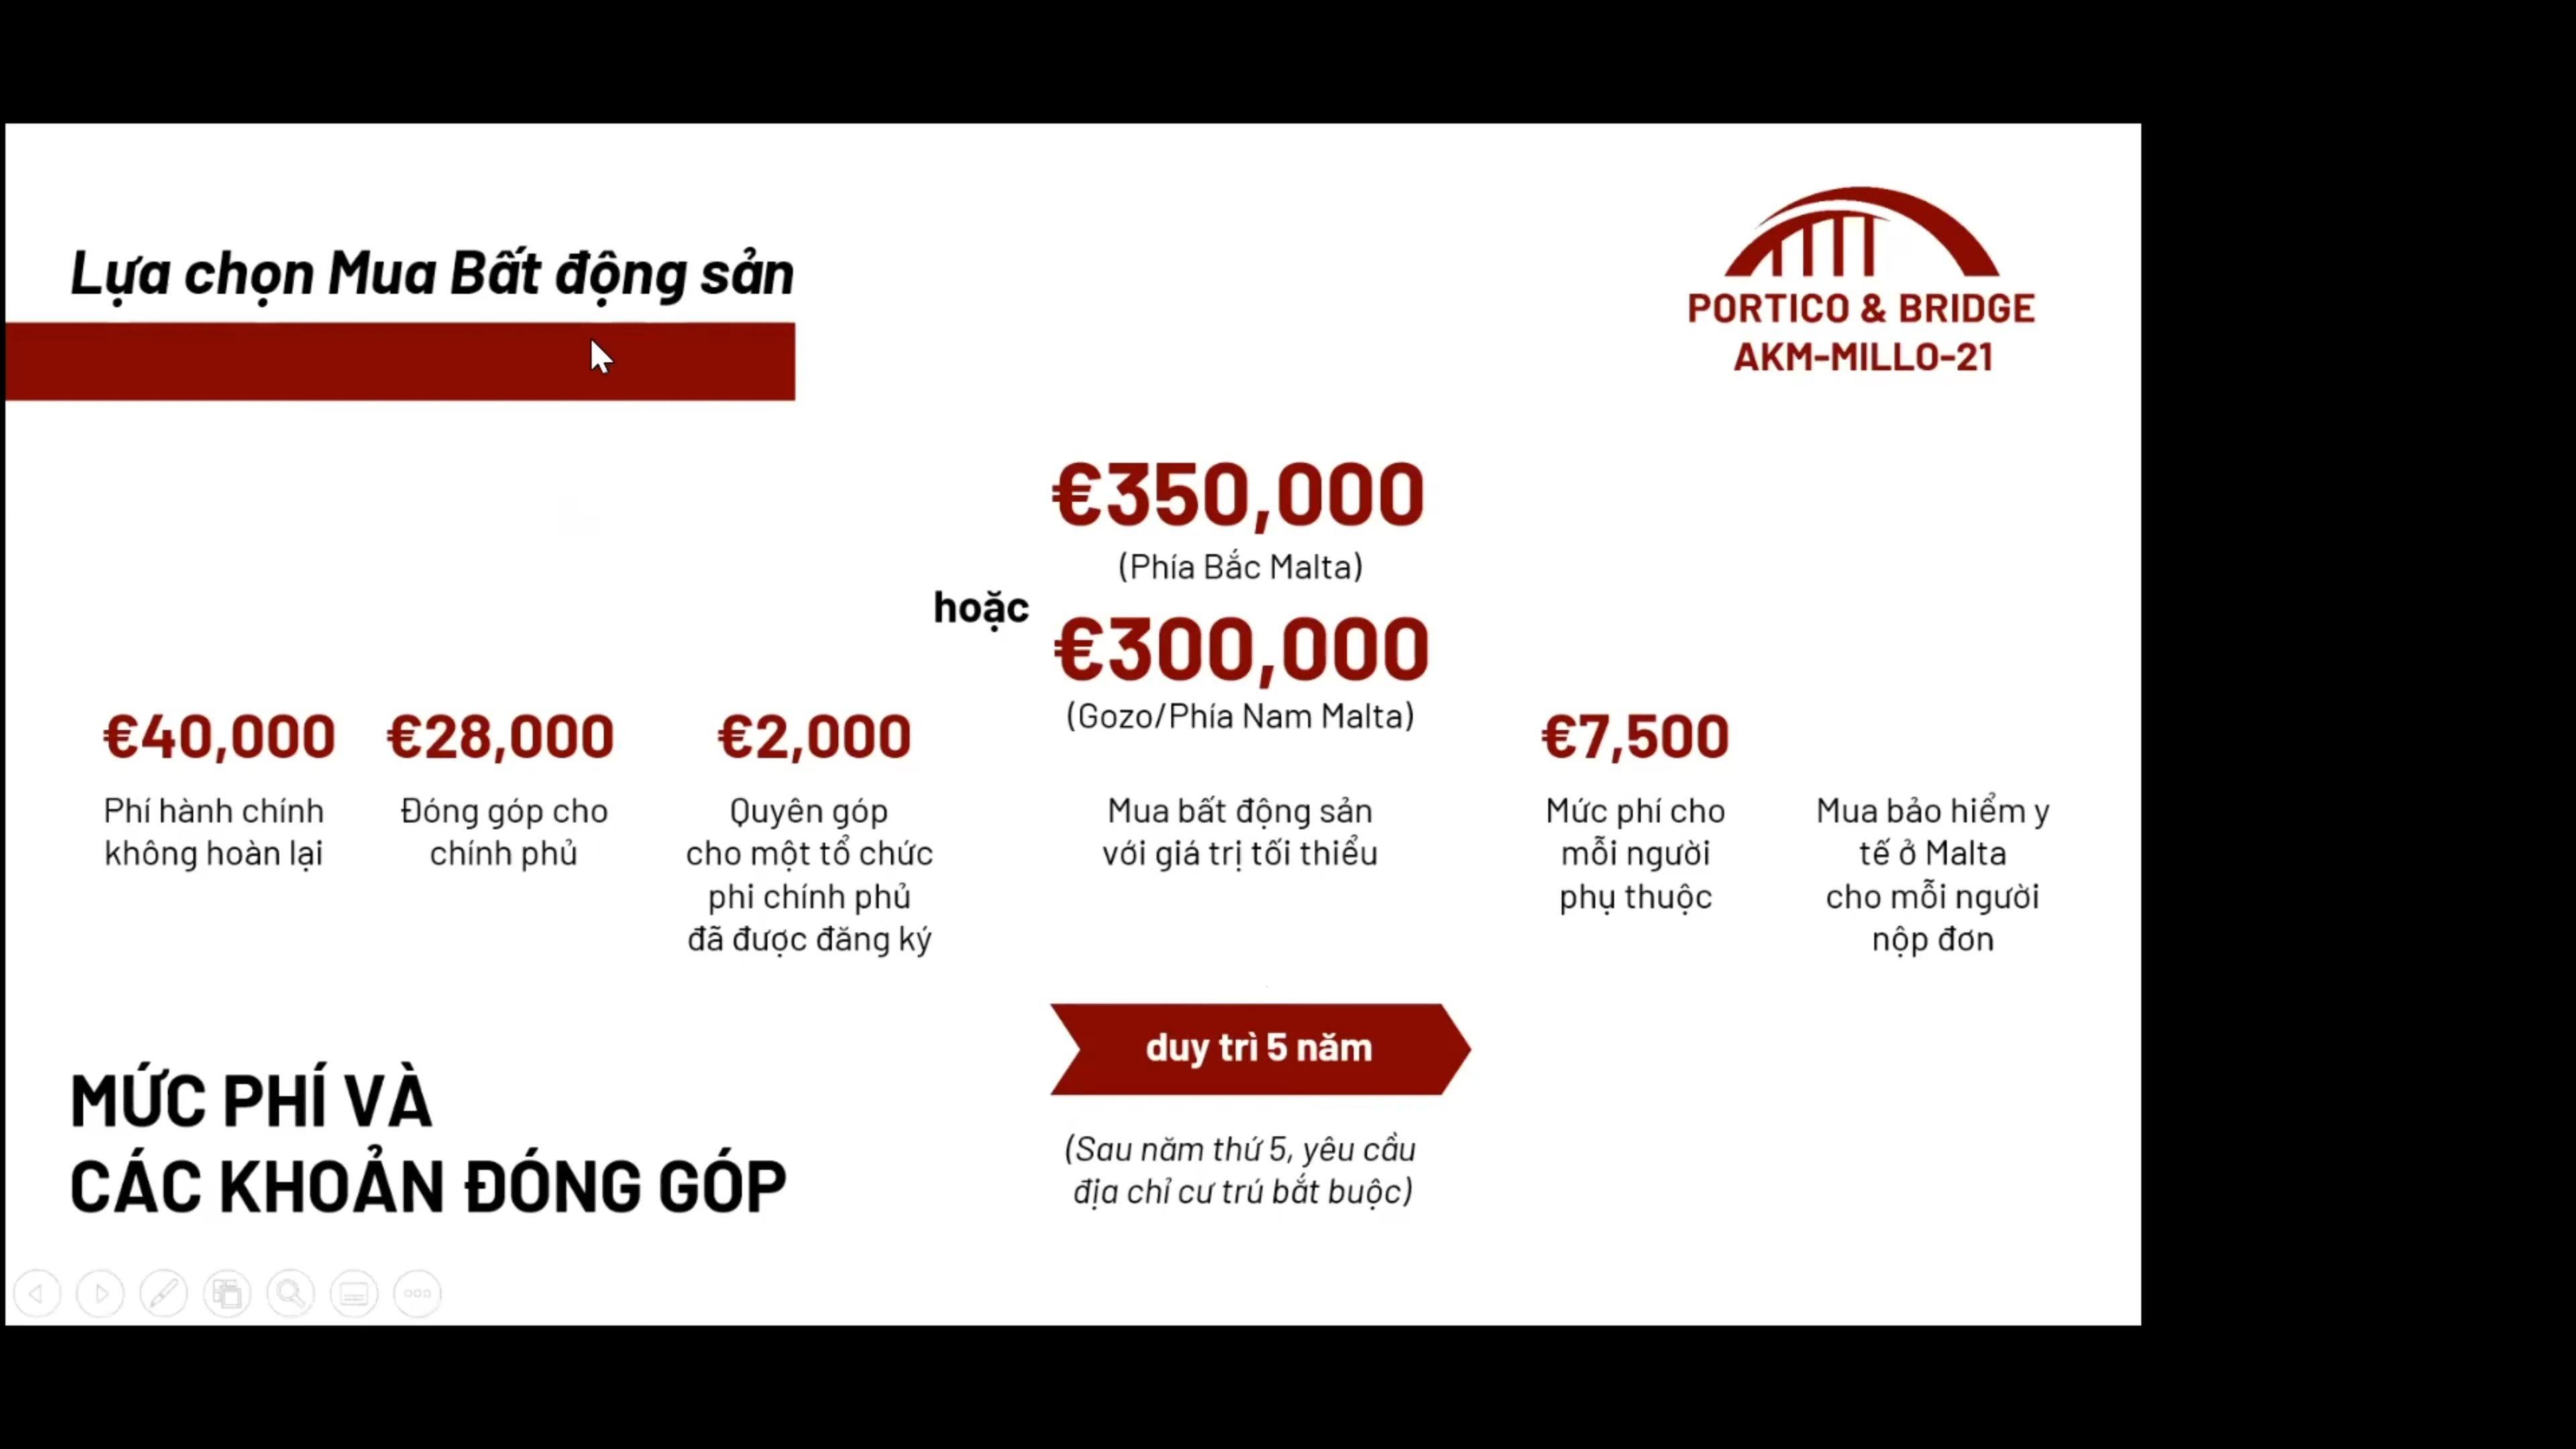 Lựa chọn Mua Bất động sản
PORTICO & BRIDGE
AKM-MILLO-21
€350,000
(Phía Bắc Malta)
hoặc
€300,000
(Gozo/Phía Nam Malta)
€40,000
Phí hành chính
không hoàn lại
€28,000
Đóng góp cho
chính phủ
€2,000
Quyên góp
cho một tổ chức
phi chính phủ
đã được đăng ký
Mua bất động sản
với giá trị tối thiểu
€7,500
Mức phí cho
mỗi người
phụ thuộc
Mua bảo hiểm y
tế ở Malta
cho mỗi người
nộp đơn
duy trì 5 năm
(Sau năm thứ 5, yêu cầu
địa chỉ cư trú bắt buộc)
MỨC PHÍ VÀ
CÁC KHOẢN ĐÓNG GÓP